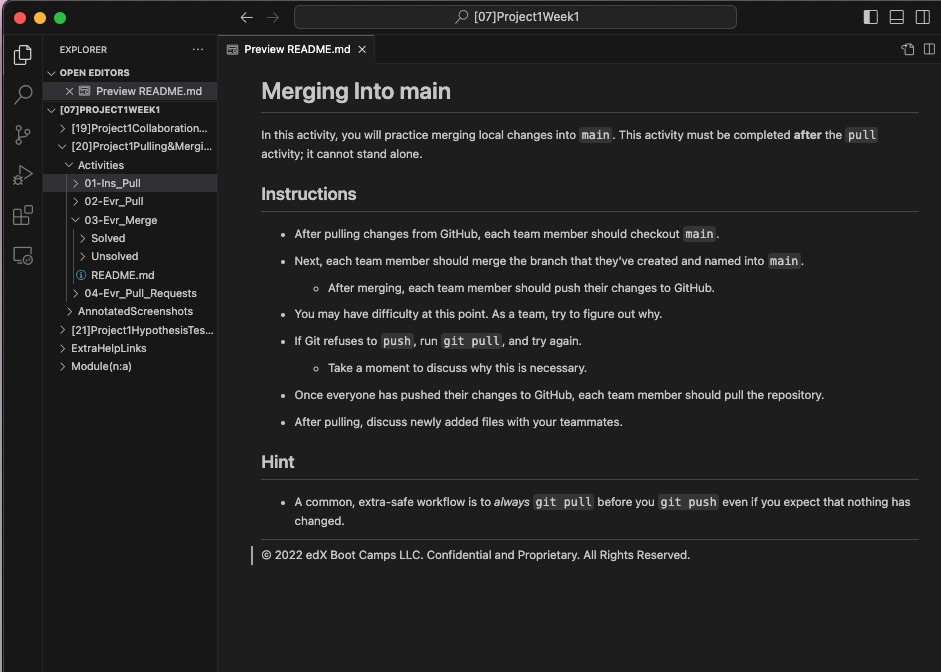 [07]Project1Week1
EXPLORER
OPEN EDITORS
Preview README.md
[07]PROJECT1WEEK1
[19]Project1Collaboration...
[20]Project1Pulling&Mergi...
Activities
01-Ins_Pull
02-Evr_Pull
03-Evr_Merge
Solved
Unsolved
README.md
04-Evr_Pull_Requests
AnnotatedScreenshots
[21]Project1HypothesisTes...
ExtraHelpLinks
Module(n:a)
Preview README.md
Merging Into main
In this activity, you will practice merging local changes into main. This activity must be completed after the pull
activity; it cannot stand alone.
Instructions
• After pulling changes from GitHub, each team member should checkout main.
• Next, each team member should merge the branch that they've created and named into main.
◦ After merging, each team member should push their changes to GitHub.
• You may have difficulty at this point. As a team, try to figure out why.
• If Git refuses to push, run git pull, and try again.
◦ Take a moment to discuss why this is necessary.
• Once everyone has pushed their changes to GitHub, each team member should pull the repository.
• After pulling, discuss newly added files with your teammates.
Hint
• A common, extra-safe workflow is to always git pull before you git push even if you expect that nothing has
changed.
© 2022 edX Boot Camps LLC. Confidential and Proprietary. All Rights Reserved.